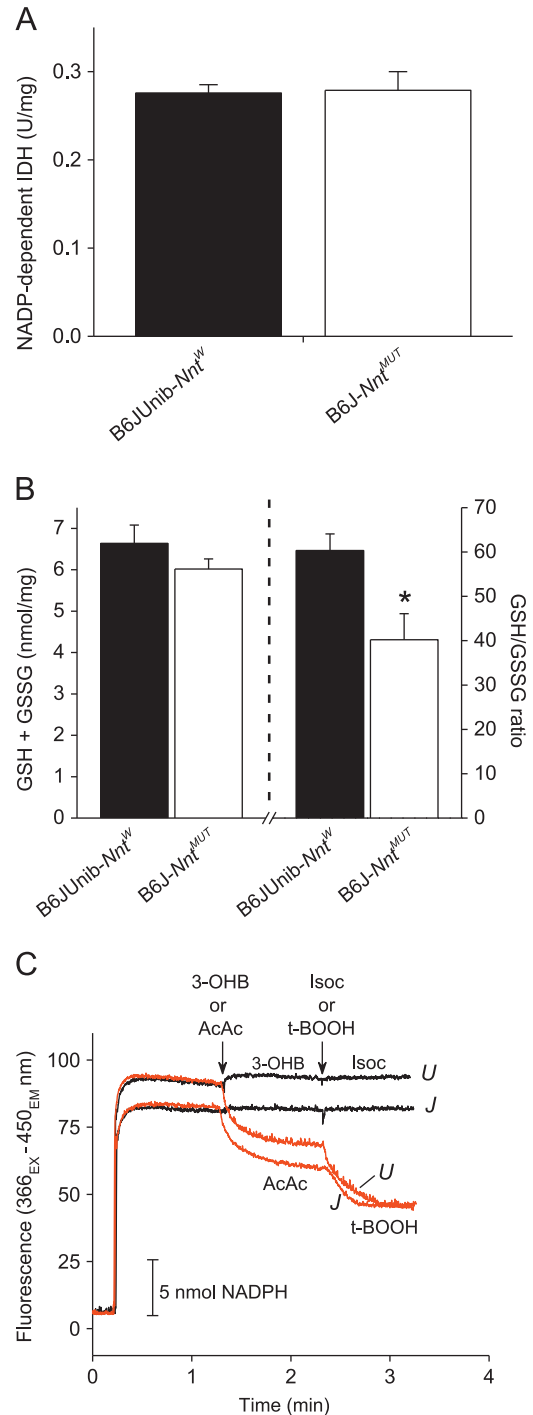 A
NADP-dependent IDH (U/mg)
0.3
0.2
0.1
0.0
B6JUnib-Nnt^W
B6J-Nnt^MUT
B
GSH + GSSG (nmol/mg)
7
6
5
4
3
2
1
0
*
70
60
50
40
30
20
10
0
GSH/GSSG
ratio
B6JUnib-Nnt^W
B6J-Nnt^MUT
B6JUnib-Nnt^W
B6J-Nnt^MUT
C
3-OHB
or
AcAc
Isoc
or
t-BOOH
Fluorescence (366EX-450EM nm)
100
75
50
25
0
3-OHB
Isoc
U
J
AcAc
J
U
t-BOOH
5 nmol NADPH
0
1
2
3
4
Time (min)